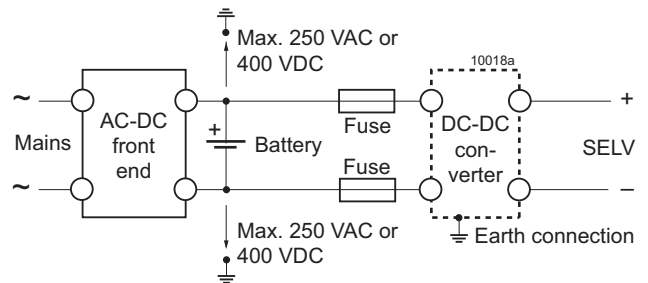 Max. 250 VAC or
400 VDC
10018a
~
+
Mains
AC-DC
front
end
+
Battery
Fuse
Fuse
DC-DC
con-
verter
SELV
~
–
Max. 250 VAC or
400 VDC
Earth connection